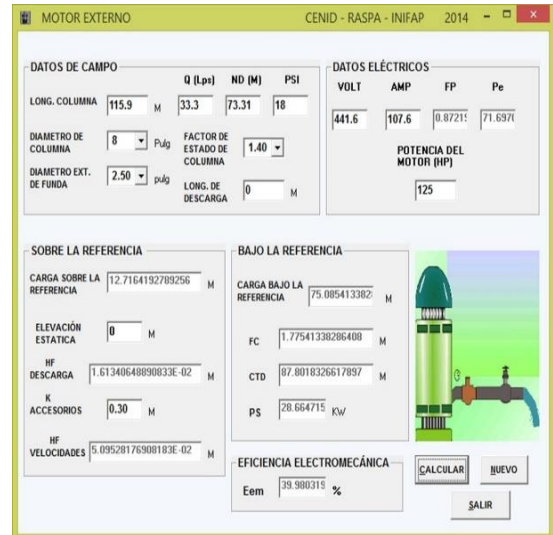 MOTOR EXTERNO CENID - RASPA - INIFAP 2014
DATOS DE CAMPO
Q (Lps) ND (M) PSI
LONG. COLUMNA 115.9 M 33.3 73.31 18
DIAMETRO DE COLUMNA 8 Pulg
FACTOR DE ESTADO DE COLUMNA 1.40
DIAMETRO EXT. DE FUNDA 2.50 pulg
LONG. DE DESCARGA 0 M
DATOS ELÉCTRICOS
VOLT AMP FP Pe
441.6 107.6 0.8721 71.697
POTENCIA DEL MOTOR (HP)
125
SOBRE LA REFERENCIA
CARGA SOBRE LA REFERENCIA 12.7164192789256 M
ELEVACIÓN ESTATICA 0 M
HF DESCARGA 1.61340648890833E-02 M
K ACCESORIOS 0.30 M
HF VELOCIDADES 5.09528176908183E-02 M
BAJO LA REFERENCIA
CARGA BAJO LA REFERENCIA 75.085413382 M
FC 1.77541338286408 M
CTD 87.8018326617897 M
PS 28.664715 KW
EFICIENCIA ELECTROMECÁNICA
Eem 39.980319 %
CALCULAR NUEVO
SALIR